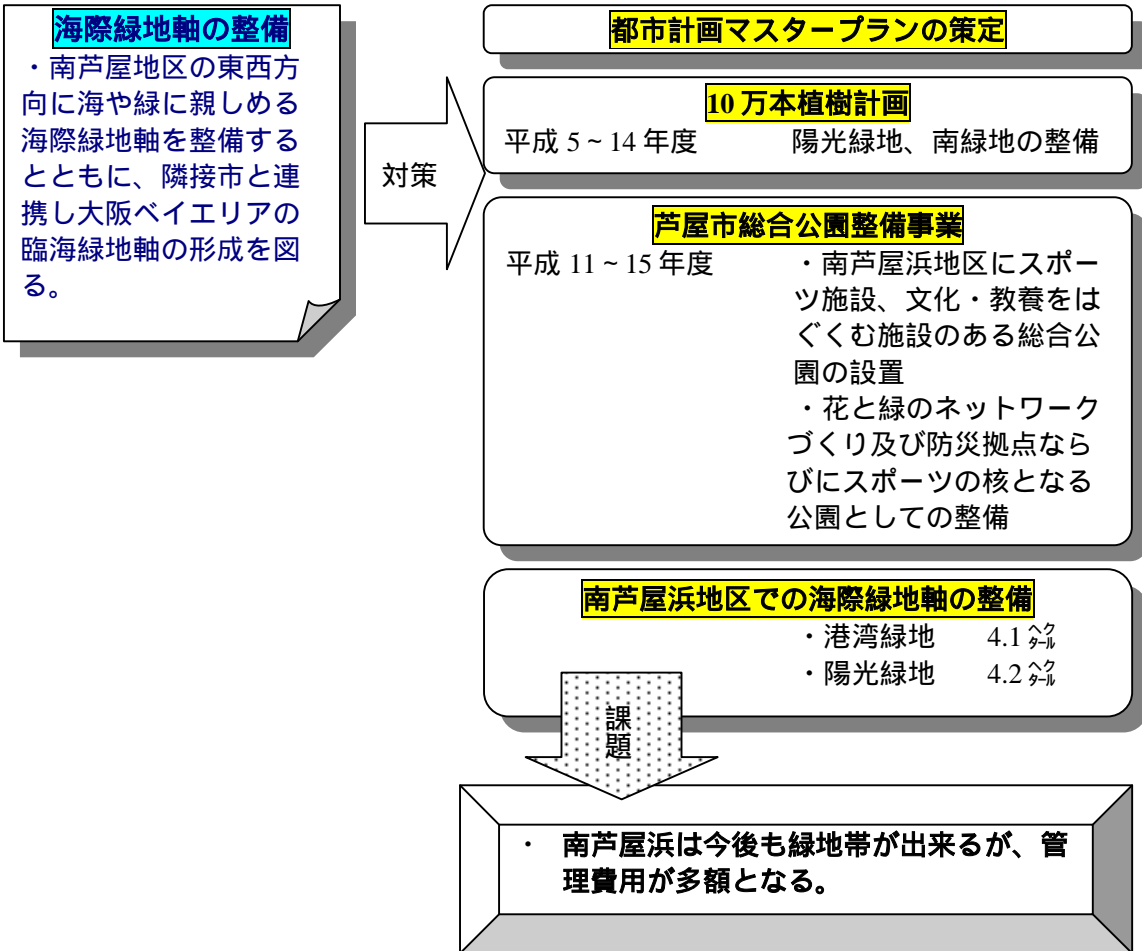 海際緑地軸の整備
・南芦屋地区の東西方
向に海や緑に親しめる
海際緑地軸を整備する
とともに、隣接市と連
携し大阪ベイエリアの
臨海緑地軸の形成を図
る。
対策
都市計画マスタープランの策定
10 万本植樹計画
平成 5~14 年度 陽光緑地、南緑地の整備
芦屋市総合公園整備事業
平成 11~15 年度 ・南芦屋浜地区にスポー
ツ施設、文化・教養をは
ぐくむ施設のある総合公
園の設置
・花と緑のネットワーク
づくり及び防災拠点なら
びにスポーツの核となる
公園としての整備
南芦屋浜地区での海際緑地軸の整備
・港湾緑地 4.1 ㌶
・陽光緑地 4.2 ㌶
課
題
・ 南芦屋浜は今後も緑地帯が出来るが、管
理費用が多額となる。